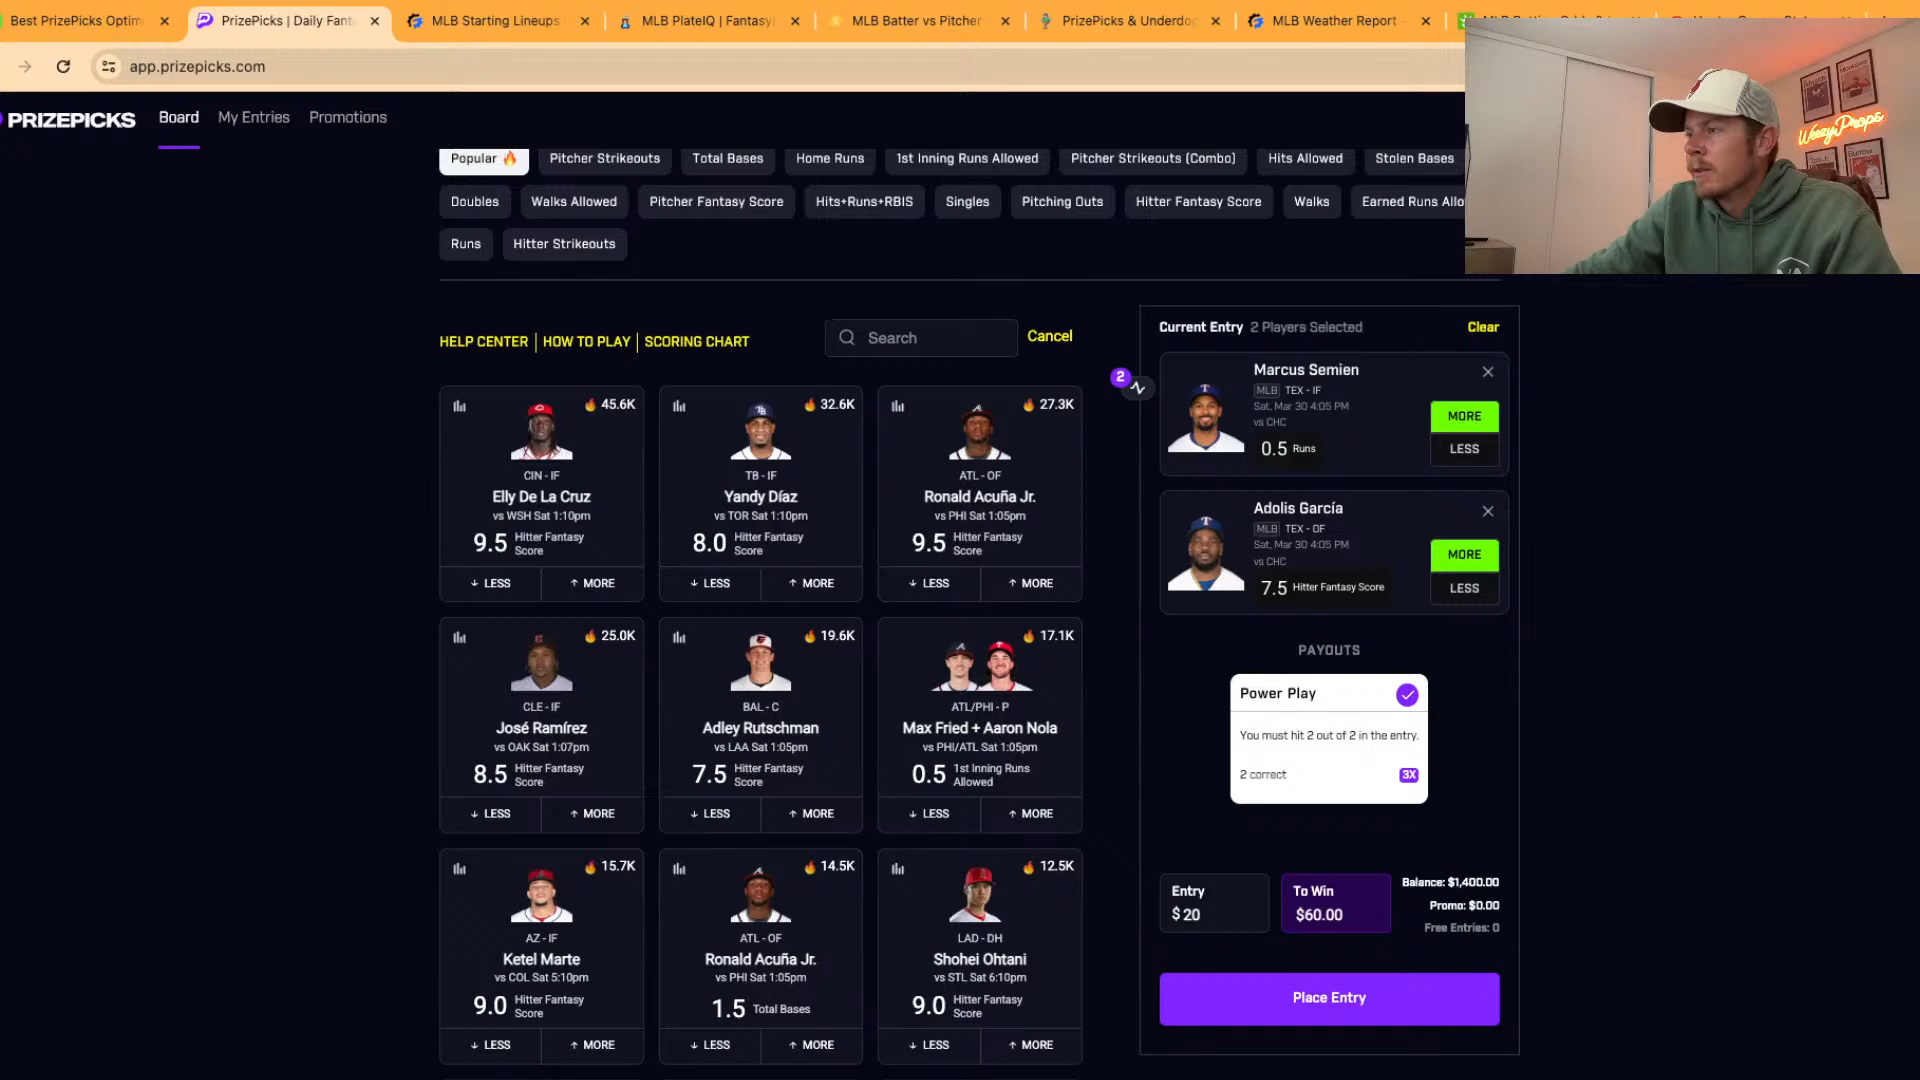 Best PrizePicks Optimi
PrizePicks | Daily Fant
MLB Starting Lineups
MLB PlateIQ | Fantasy
MLB Batter vs Pitcher
PrizePicks & Underdog
MLB Weather Report -
app.prizepicks.com
PRIZEPICKS
Board
My Entries
Promotions
Popular 🔥
Pitcher Strikeouts
Total Bases
Home Runs
1st Inning Runs Allowed
Pitcher Strikeouts (Combo)
Hits Allowed
Stolen Bases
Doubles
Walks Allowed
Pitcher Fantasy Score
Hits+Runs+RBIS
Singles
Pitching Outs
Hitter Fantasy Score
Walks
Earned Runs Allo
Runs
Hitter Strikeouts
WeezyProps
HELP CENTER | HOW TO PLAY | SCORING CHART
Search
Cancel
45.6K
CIN - IF
Elly De La Cruz
vs WSH Sat 1:10pm
9.5 Hitter Fantasy
Score
↓ LESS
↑ MORE
32.6K
TB - IF
Yandy Díaz
vs TOR Sat 1:10pm
8.0 Hitter Fantasy
Score
↓ LESS
↑ MORE
27.3K
ATL - OF
Ronald Acuña Jr.
vs PHI Sat 1:05pm
9.5 Hitter Fantasy
Score
↓ LESS
↑ MORE
25.0K
CLE - IF
José Ramírez
vs OAK Sat 1:07pm
8.5 Hitter Fantasy
Score
↓ LESS
↑ MORE
19.6K
BAL - C
Adley Rutschman
vs LAA Sat 1:05pm
7.5 Hitter Fantasy
Score
↓ LESS
↑ MORE
17.1K
ATL/PHI - P
Max Fried + Aaron Nola
vs PHI/ATL Sat 1:05pm
0.5 1st Inning Runs
Allowed
↓ LESS
↑ MORE
15.7K
AZ - IF
Ketel Marte
vs COL Sat 5:10pm
9.0 Hitter Fantasy
Score
↓ LESS
↑ MORE
14.5K
ATL - OF
Ronald Acuña Jr.
vs PHI Sat 1:05pm
1.5 Total Bases
↓ LESS
↑ MORE
12.5K
LAD - DH
Shohei Ohtani
vs STL Sat 6:10pm
9.0 Hitter Fantasy
Score
↓ LESS
↑ MORE
2
Current Entry 2 Players Selected
Clear
Marcus Semien
MLB TEX - IF
Sat, Mar 30 4:05 PM
vs CHC
0.5 Runs
MORE
LESS
Adolis García
MLB TEX - OF
Sat, Mar 30 4:05 PM
vs CHC
7.5 Hitter Fantasy Score
MORE
LESS
PAYOUTS
Power Play
You must hit 2 out of 2 in the entry.
2 correct
3X
Entry
$ 20
To Win
$60.00
Balance: $1,400.00
Promo: $0.00
Free Entries: 0
Place Entry